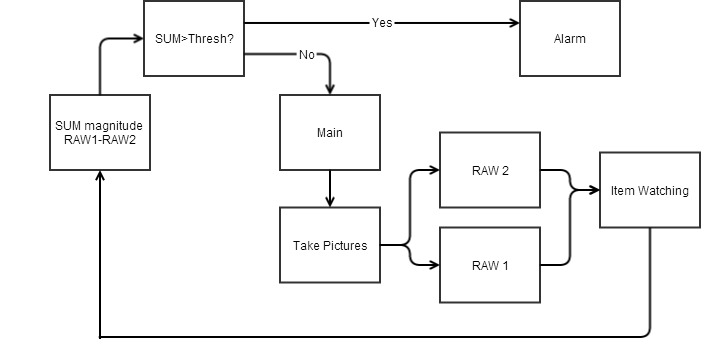 SUM>Thresh?
Yes
Alarm
No
SUM magnitude
RAW1-RAW2
Main
RAW 2
Item Watching
Take Pictures
RAW 1